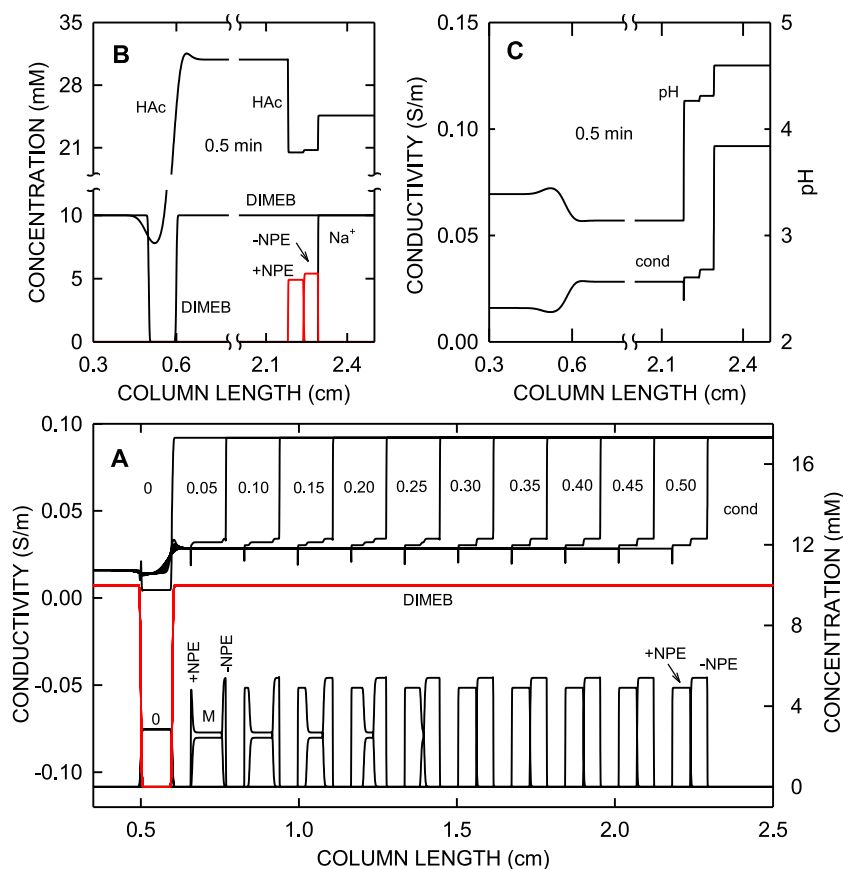 B
CONCENTRATION (mM)
35
28
21
10
5
0
HAc
HAc
0.5 min
DIMEB
-NPE
+NPE
Na+
DIMEB
0.3
0.6
2.1
2.4
COLUMN LENGTH (cm)
C
CONDUCTIVITY (S/m)
0.15
0.10
0.05
0.00
pH
0.5 min
cond
5
4
3
2
pH
0.3
0.6
2.1
2.4
COLUMN LENGTH (cm)
A
CONDUCTIVITY (S/m)
0.10
0.05
0.00
-0.05
-0.10
0
0.05
0.10
0.15
0.20
0.25
0.30
0.35
0.40
0.45
0.50
cond
DIMEB
+NPE
-NPE
+NPE
-NPE
0
M
16
12
8
4
0
CONCENTRATION (mM)
0.5
1.0
1.5
2.0
2.5
COLUMN LENGTH (cm)